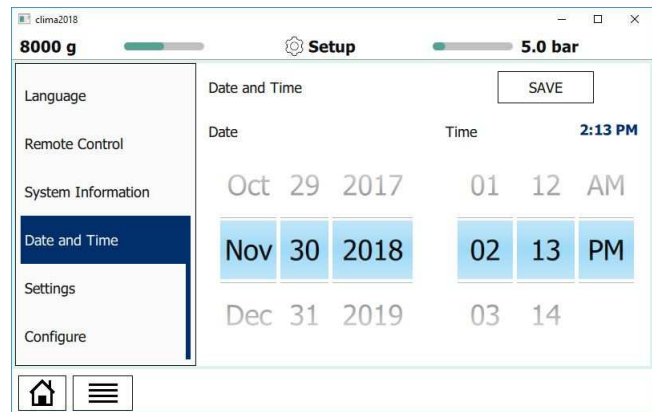 clima2018
8000 g Setup 5.0 bar
Language
Remote Control
System Information
Date and Time
Settings
Configure
Date and Time SAVE
Date Time 2:13 PM
Oct 29 2017 01 12 AM
Nov 30 2018 02 13 PM
Dec 31 2019 03 14